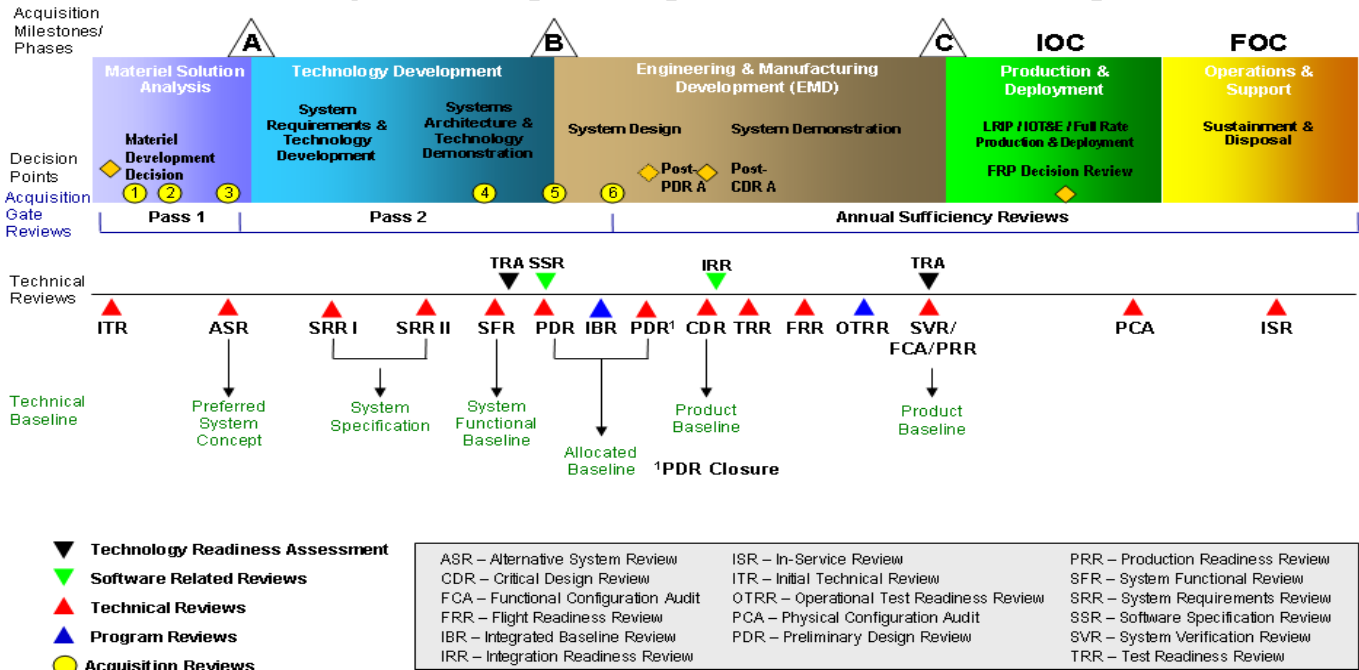 Acquisition
Milestones/
Phases
A
B
C
IOC
FOC
Materiel Solution
Analysis
Technology Development
Engineering & Manufacturing
Development (EMD)
Production &
Deployment
Operations &
Support
System
Requirements &
Technology
Development
Systems
Architecture &
Technology
Demonstration
System Design
System Demonstration
LRIP / IOT&E / Full Rate
Production & Deployment
Sustainment &
Disposal
Decision
Points
Materiel
Development
Decision
Post-
PDR A
Post-
CDR A
FRP Decision Review
Acquisition
Gate
Reviews
1
2
3
4
5
6
Pass 1
Pass 2
Annual Sufficiency Reviews
Technical
Reviews
TRA
SSR
IRR
TRA
ITR
ASR
SRR I
SRR II
SFR
PDR
IBR
PDR¹
CDR
TRR
FRR
OTRR
SVR/
FCA/PRR
PCA
ISR
Technical
Baseline
Preferred
System
Concept
System
Specification
System
Functional
Baseline
Allocated
Baseline
Product
Baseline
Product
Baseline
¹PDR Closure
Technology Readiness Assessment
Software Related Reviews
Technical Reviews
Program Reviews
Acquisition Reviews
ASR – Alternative System Review
CDR – Critical Design Review
FCA – Functional Configuration Audit
FRR – Flight Readiness Review
IBR – Integrated Baseline Review
IRR – Integration Readiness Review
ISR – In-Service Review
ITR – Initial Technical Review
OTRR – Operational Test Readiness Review
PCA – Physical Configuration Audit
PDR – Preliminary Design Review
PRR – Production Readiness Review
SFR – System Functional Review
SRR – System Requirements Review
SSR – Software Specification Review
SVR – System Verification Review
TRR – Test Readiness Review